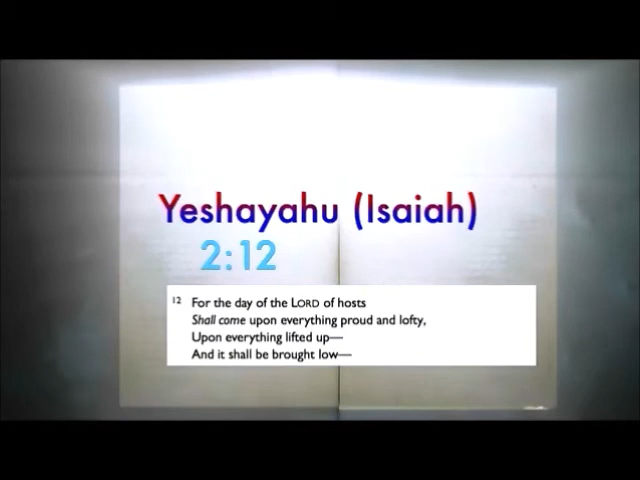 Yeshayahu (Isaiah)
2:12
12 For the day of the LORD of hosts
Shall come upon everything proud and lofty,
Upon everything lifted up—
And it shall be brought low—